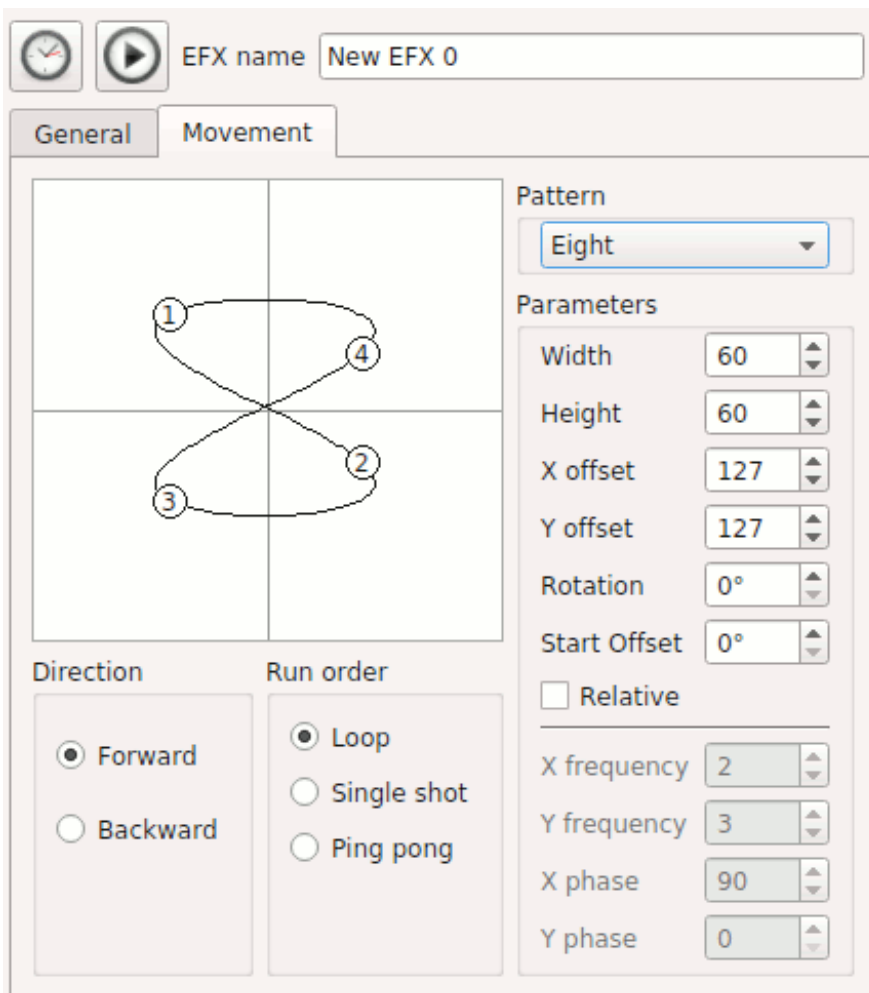 EFX name New EFX 0
General Movement
Pattern
Eight
1
4
2
3
Parameters
Width 60
Height 60
X offset 127
Y offset 127
Rotation 0°
Start Offset 0°
Relative
X frequency 2
Y frequency 3
X phase 90
Y phase 0
Direction
Forward
Backward
Run order
Loop
Single shot
Ping pong